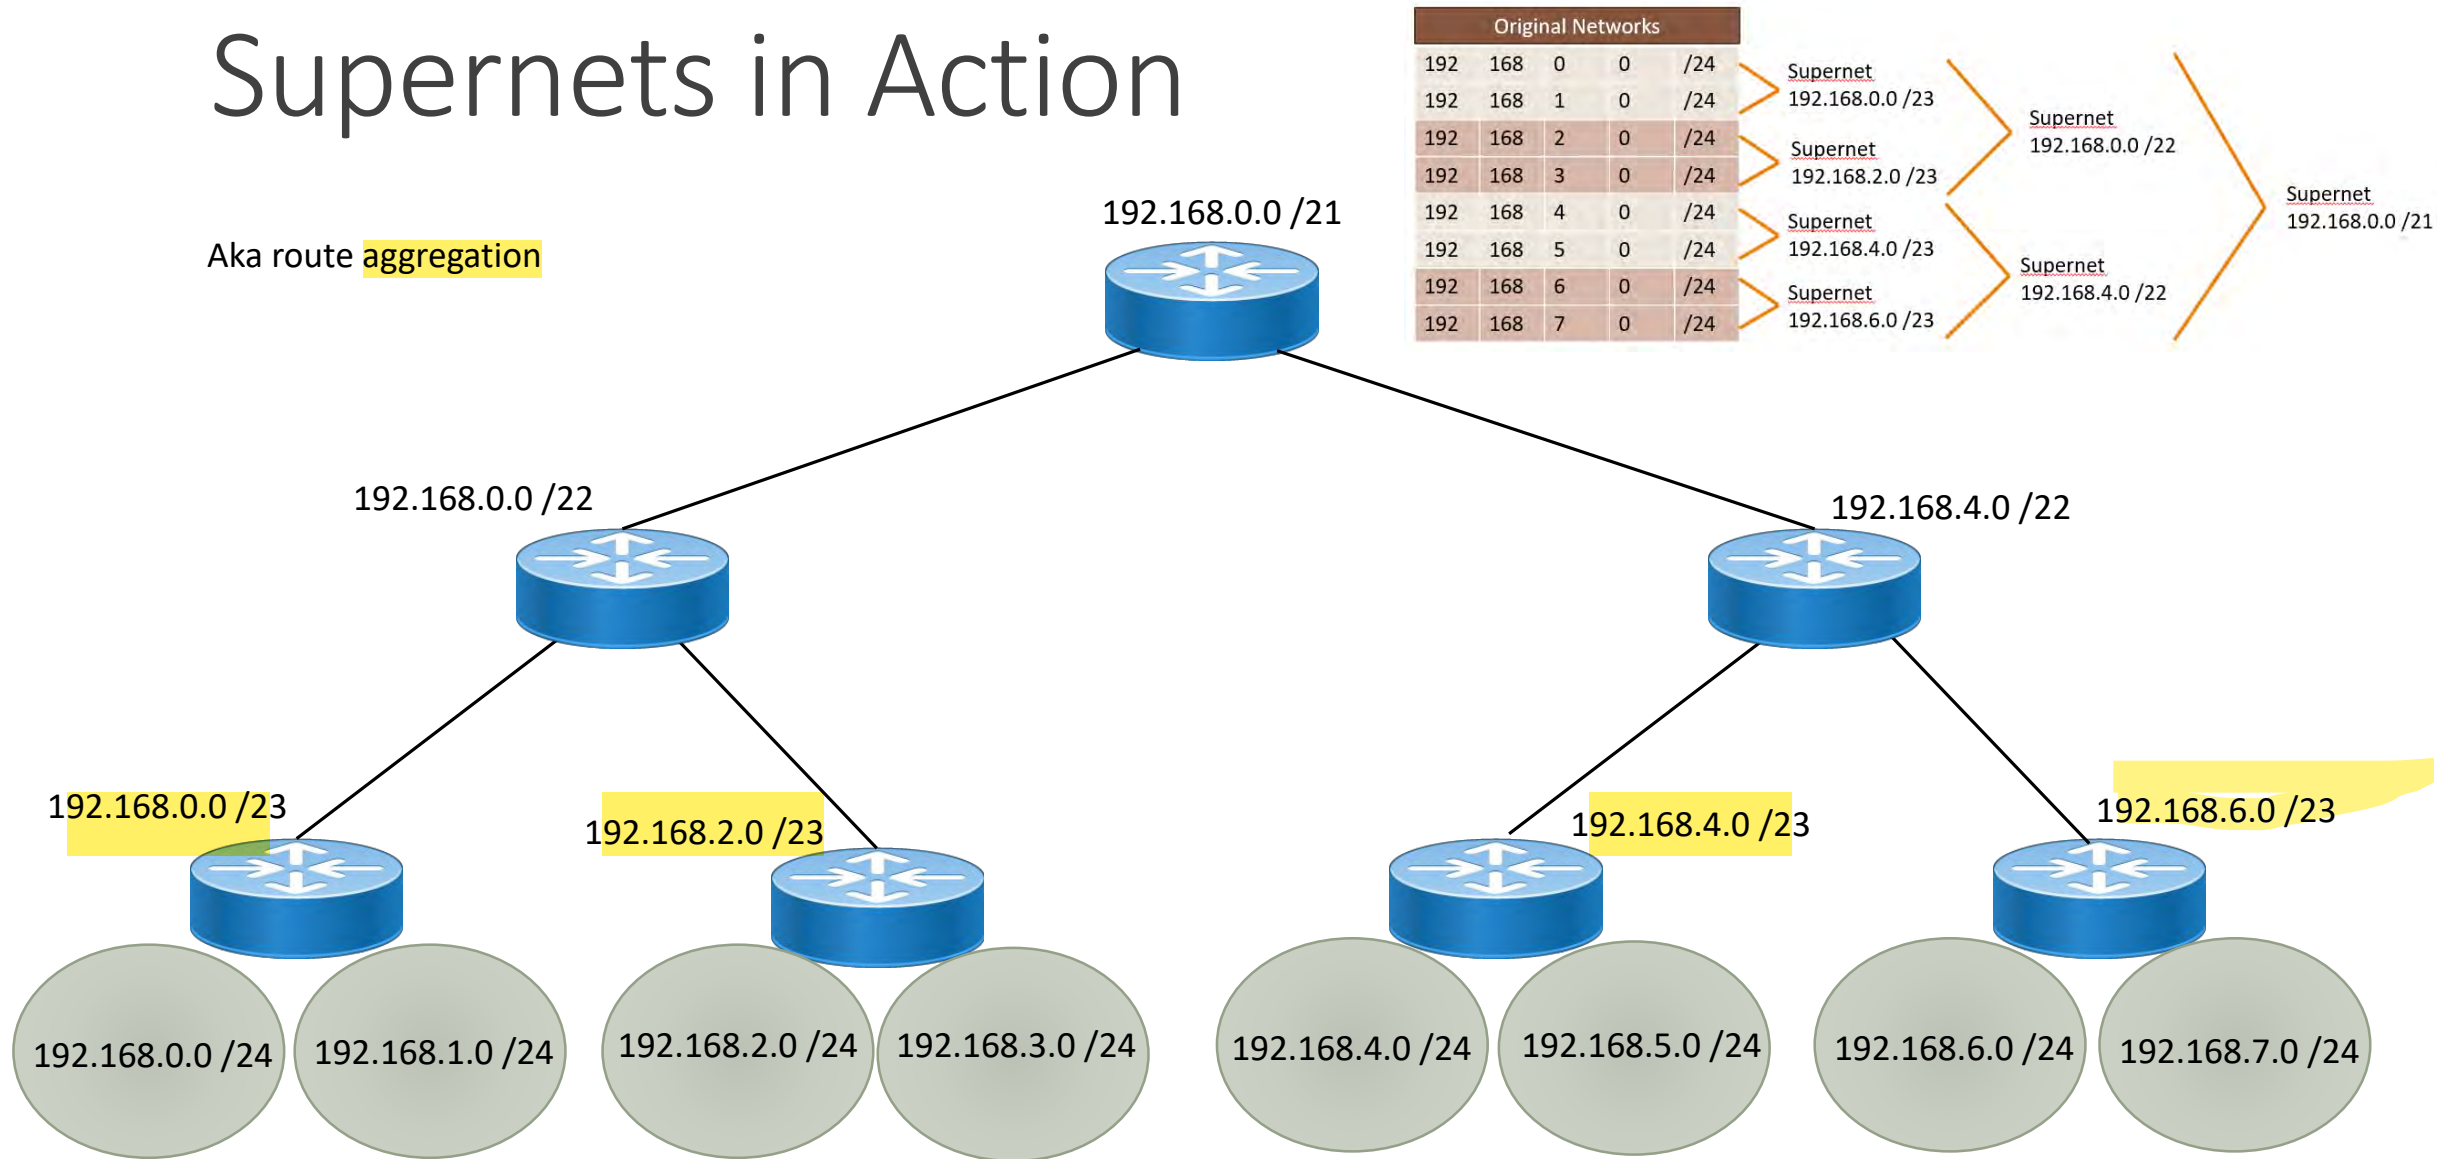 Supernets in Action
Aka route aggregation
Original Networks
192 168 0 0 /24
192 168 1 0 /24
192 168 2 0 /24
192 168 3 0 /24
192 168 4 0 /24
192 168 5 0 /24
192 168 6 0 /24
192 168 7 0 /24
Supernet
192.168.0.0 /23
Supernet
192.168.2.0 /23
Supernet
192.168.4.0 /23
Supernet
192.168.6.0 /23
Supernet
192.168.0.0 /22
Supernet
192.168.4.0 /22
Supernet
192.168.0.0 /21
192.168.0.0 /21
192.168.0.0 /22
192.168.4.0 /22
192.168.0.0 /23
192.168.2.0 /23
192.168.4.0 /23
192.168.6.0 /23
192.168.0.0 /24
192.168.1.0 /24
192.168.2.0 /24
192.168.3.0 /24
192.168.4.0 /24
192.168.5.0 /24
192.168.6.0 /24
192.168.7.0 /24